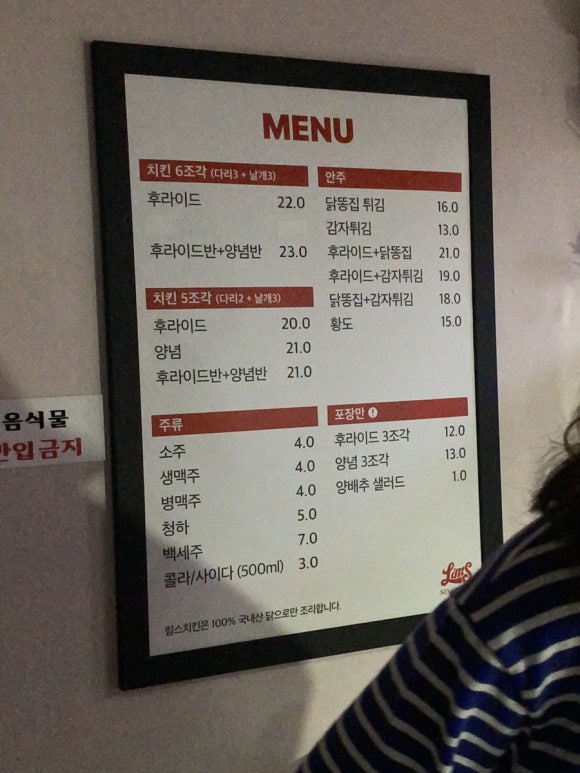 MENU
치킨 6조각 (다리3 + 날개3)
후라이드 22.0
후라이드반+양념반 23.0
치킨 5조각 (다리2 + 날개3)
후라이드 20.0
양념 21.0
후라이드반+양념반 21.0
주류
소주 4.0
생맥주 4.0
병맥주 4.0
청하 5.0
백세주 7.0
콜라/사이다 (500ml) 3.0
안주
닭똥집 튀김 16.0
감자튀김 13.0
후라이드+닭똥집 21.0
후라이드+감자튀김 19.0
닭똥집+감자튀김 18.0
황도 15.0
포장만 !
후라이드 3조각 12.0
양념 3조각 13.0
양배추 샐러드 1.0
림스치킨은 100% 국내산 닭으로만 조리합니다.
Lim'S
음식물
반입금지